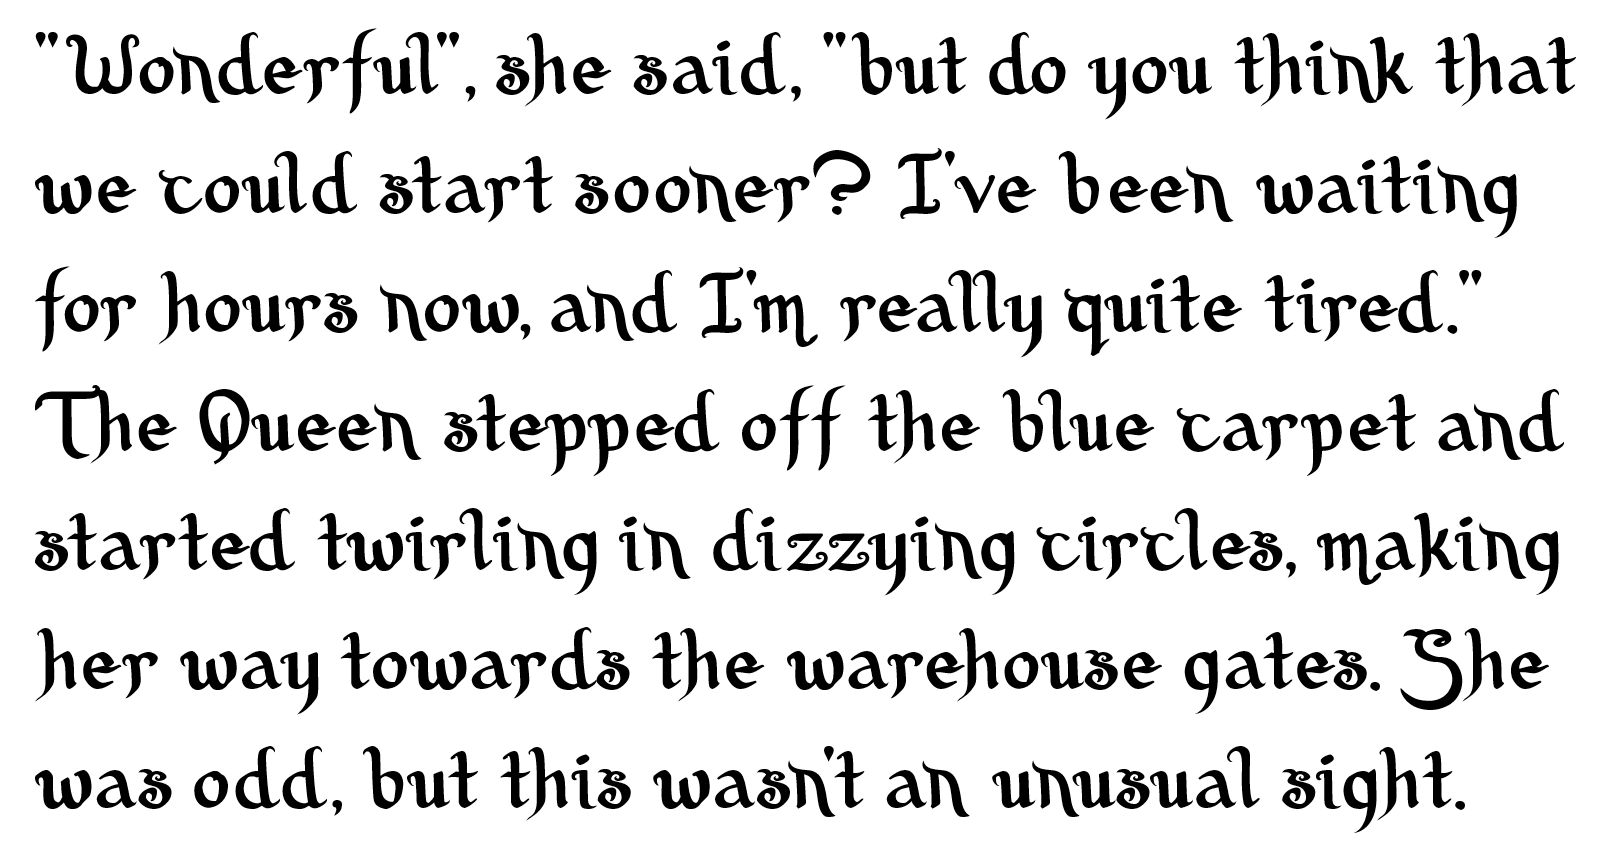 "Wonderful", she said, "but do you think that
we could start sooner? I've been waiting
for hours now, and I'm really quite tired."
The Queen stepped off the blue carpet and
started twirling in dizzying circles, making
her way towards the warehouse gates. She
was odd, but this wasn't an unusual sight.